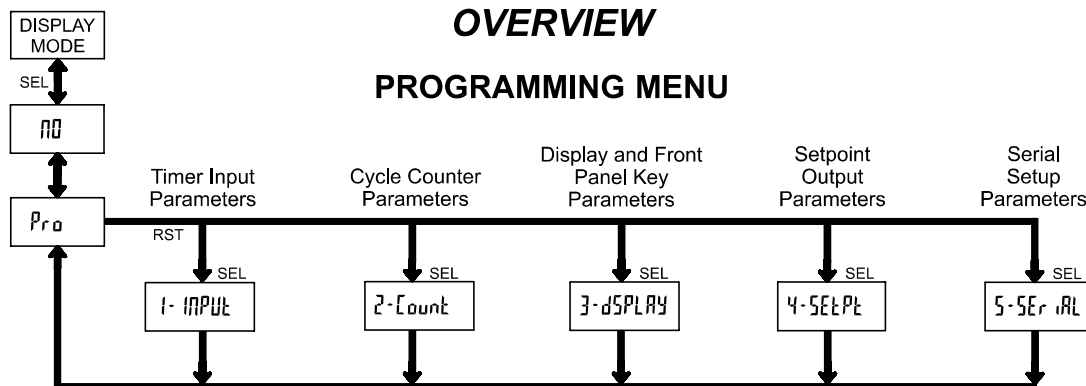 OVERVIEW
PROGRAMMING MENU
DISPLAY
MODE
SEL
NO
Pro
RST
Timer Input
Parameters
Cycle Counter
Parameters
Display and Front
Panel Key
Parameters
Setpoint
Output
Parameters
Serial
Setup
Parameters
SEL
1-INPUt
SEL
2-Count
SEL
3-dSPLAY
SEL
4-SEtPt
SEL
5-SErIAL